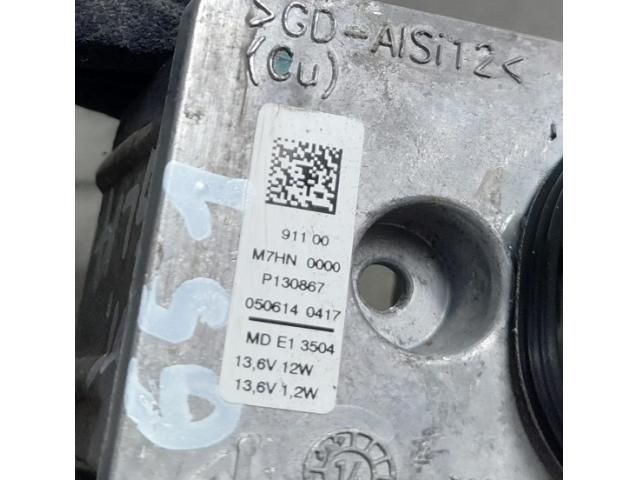 >GD-AlSi12<
(Cu)
911 00
M7HN 0000
P130867
050614 0417
MD E1 3504
13,6V 12W
13,6V 1,2W
651